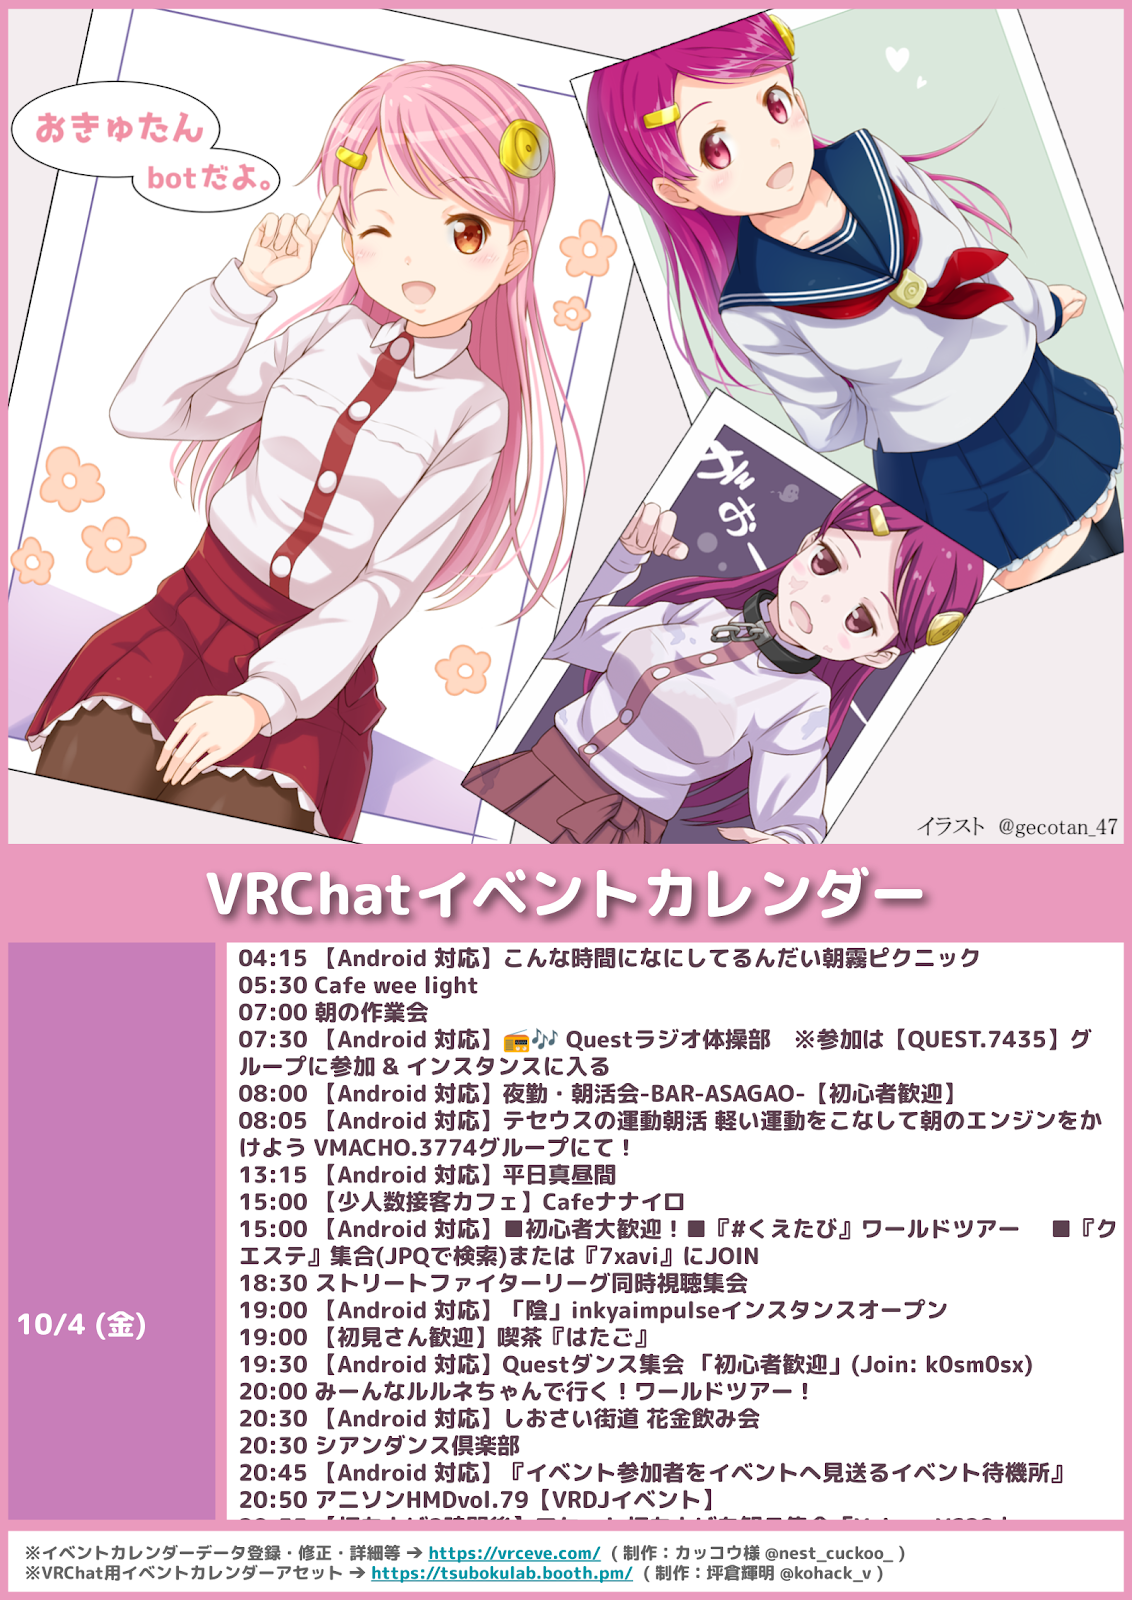 おきゅたん
botだよ。
がおー
イラスト @gecotan_47
VRChatイベントカレンダー
10/4 (金)
04:15 【Android 対応】こんな時間になにしてるんだい朝霧ピクニック
05:30 Cafe wee light
07:00 朝の作業会
07:30 【Android 対応】📻🎶 Questラジオ体操部　※参加は【QUEST.7435】グ
ループに参加 & インスタンスに入る
08:00 【Android 対応】夜勤・朝活会-BAR-ASAGAO-【初心者歓迎】
08:05 【Android 対応】テセウスの運動朝活 軽い運動をこなして朝のエンジンをか
けよう VMACHO.3774グループにて！
13:15 【Android 対応】平日真昼間
15:00 【少人数接客カフェ】Cafeナナイロ
15:00 【Android 対応】■初心者大歓迎！■『#くえたび』ワールドツアー　■『ク
エステ』集合(JPQで検索)または『7xavi』にJOIN
18:30 ストリートファイターリーグ同時視聴集会
19:00 【Android 対応】「陰」inkyaimpulseインスタンスオープン
19:00 【初見さん歓迎】喫茶『はたご』
19:30 【Android 対応】Questダンス集会 「初心者歓迎」(Join: k0sm0sx)
20:00 みーんなルルネちゃんで行く！ワールドツアー！
20:30 【Android 対応】しおさい街道 花金飲み会
20:30 シアンダンス倶楽部
20:45 【Android 対応】『イベント参加者をイベントへ見送るイベント待機所』
20:50 アニソンHMDvol.79【VRDJイベント】
※イベントカレンダーデータ登録・修正・詳細等 → https://vrceve.com/ ( 制作：カッコウ様 @nest_cuckoo_ )
※VRChat用イベントカレンダーアセット → https://tsubokulab.booth.pm/ ( 制作：坪倉輝明 @kohack_v )